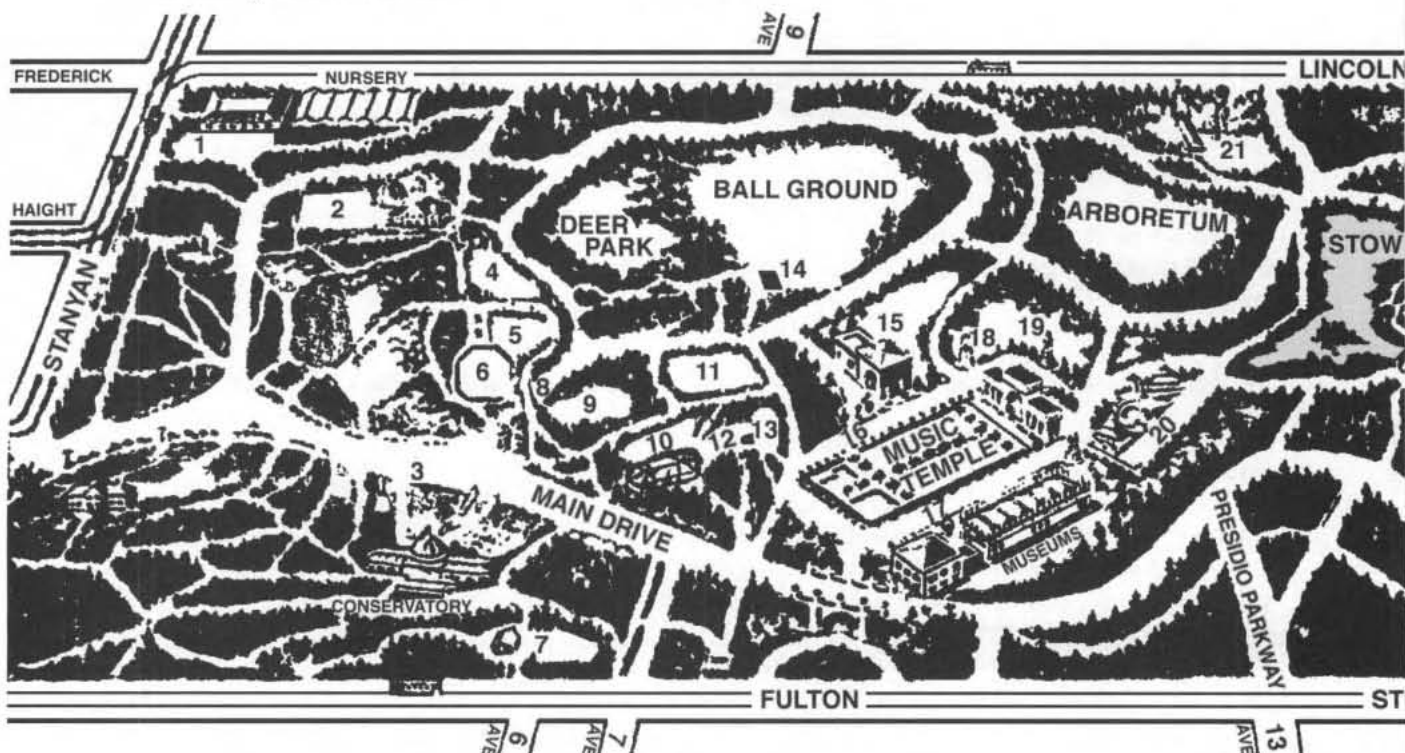 AVE 9
FREDERICK
NURSERY
LINCOLN
1
21
HAIGHT
2
BALL GROUND
DEER
PARK
ARBORETUM
STOW
STANYAN
4
14
5
15
18
19
6
8
9
11
10
12
13
16
MUSIC
TEMPLE
20
3
MAIN DRIVE
17
MUSEUMS
PRESIDIO PARKWAY
CONSERVATORY
7
FULTON
ST
AVE 6
AVE 7
AVE 13